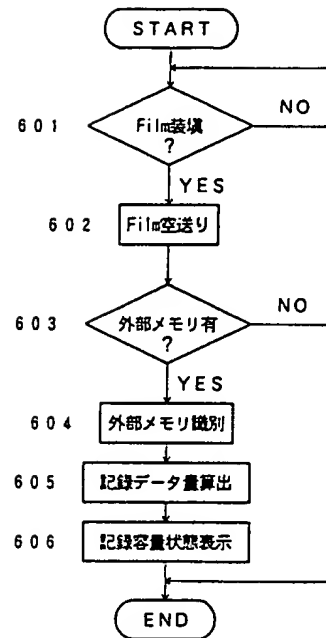 START
601 Film装填 NO
?
YES
602 Film空送り
603 外部メモリ有 NO
?
YES
604 外部メモリ識別
605 記録データ量算出
606 記録容量状態表示
END